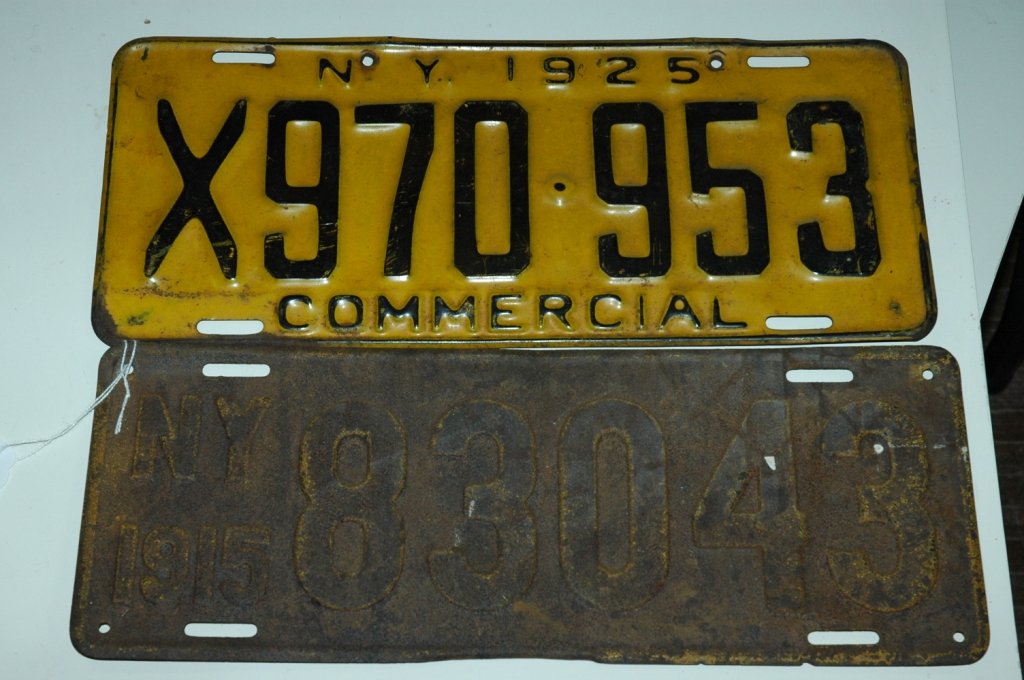 N.Y. 1925
X970·953
COMMERCIAL
NY 83043
1915